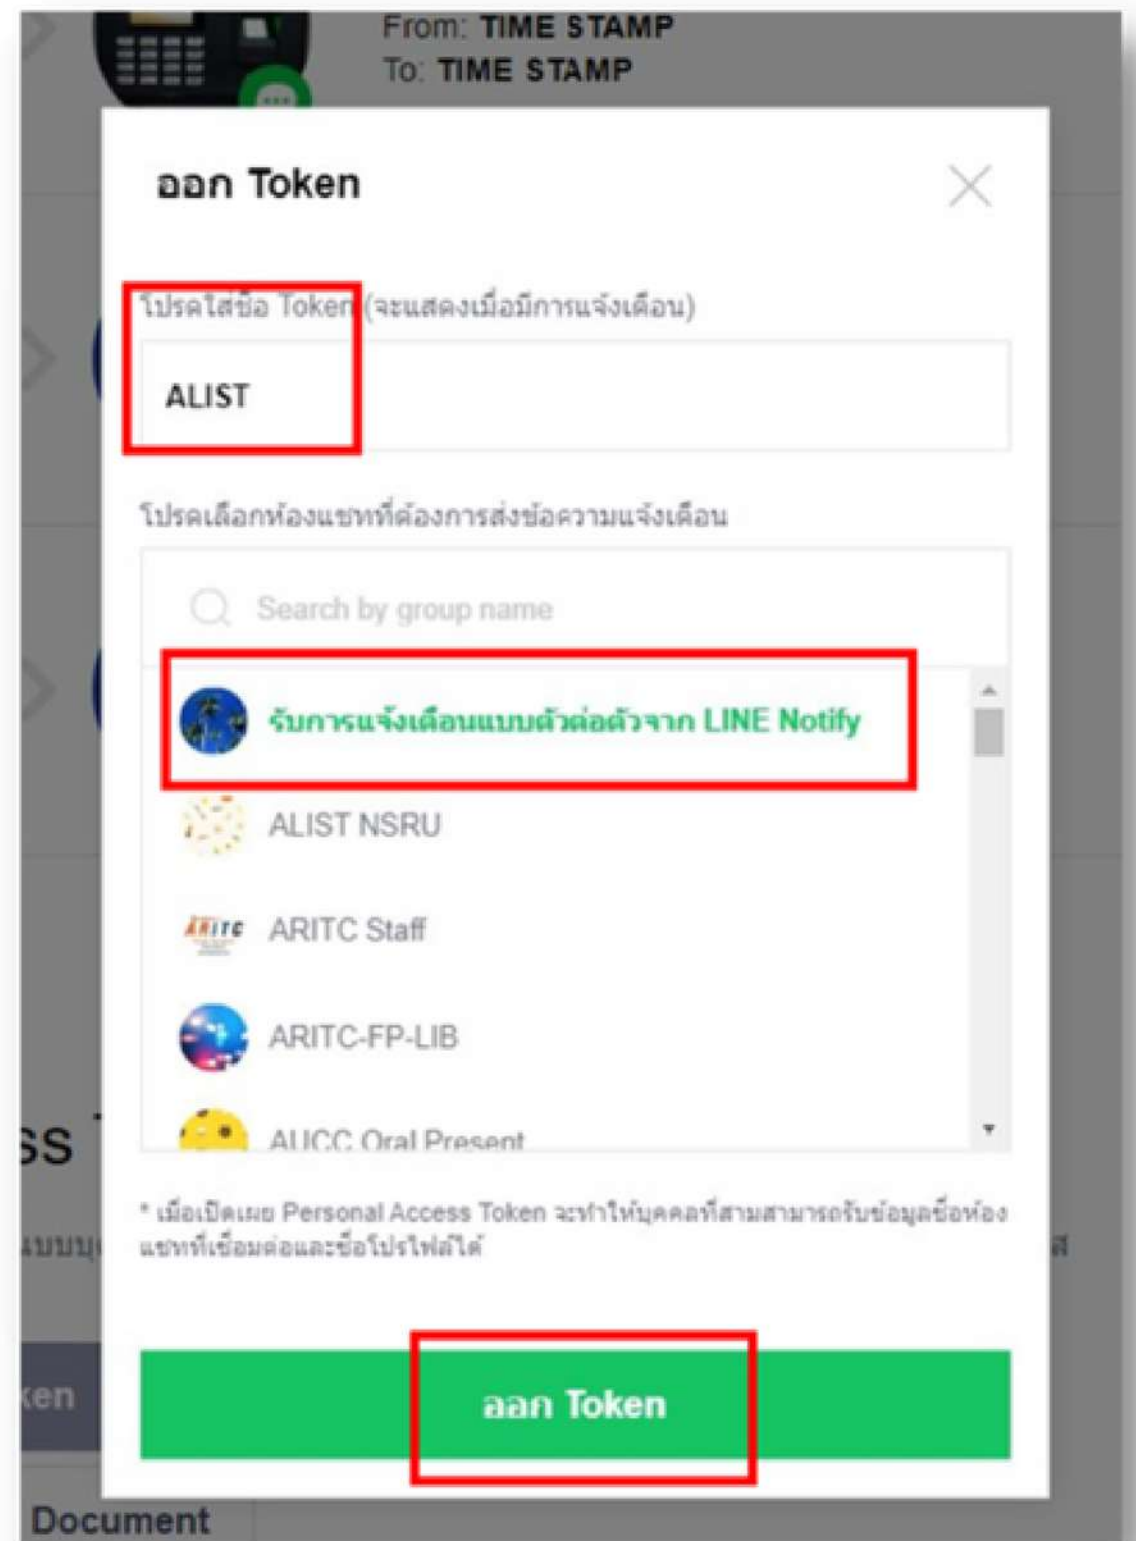 From: TIME STAMP
To: TIME STAMP
ออก Token
โปรดใส่ชื่อ Token (จะแสดงเมื่อมีการแจ้งเตือน)
ALIST
โปรดเลือกห้องแชทที่ต้องการส่งข้อความแจ้งเตือน
Search by group name
รับการแจ้งเตือนแบบตัวต่อตัวจาก LINE Notify
ALIST NSRU
ARITC
ARITC Staff
ARITC-FP-LIB
AUCC Oral Present
* เมื่อเปิดเผย Personal Access Token จะทำให้บุคคลที่สามสามารถรับข้อมูลชื่อห้อง
แชทที่เชื่อมต่อและชื่อโปรไฟล์ได้
ออก Token
Document